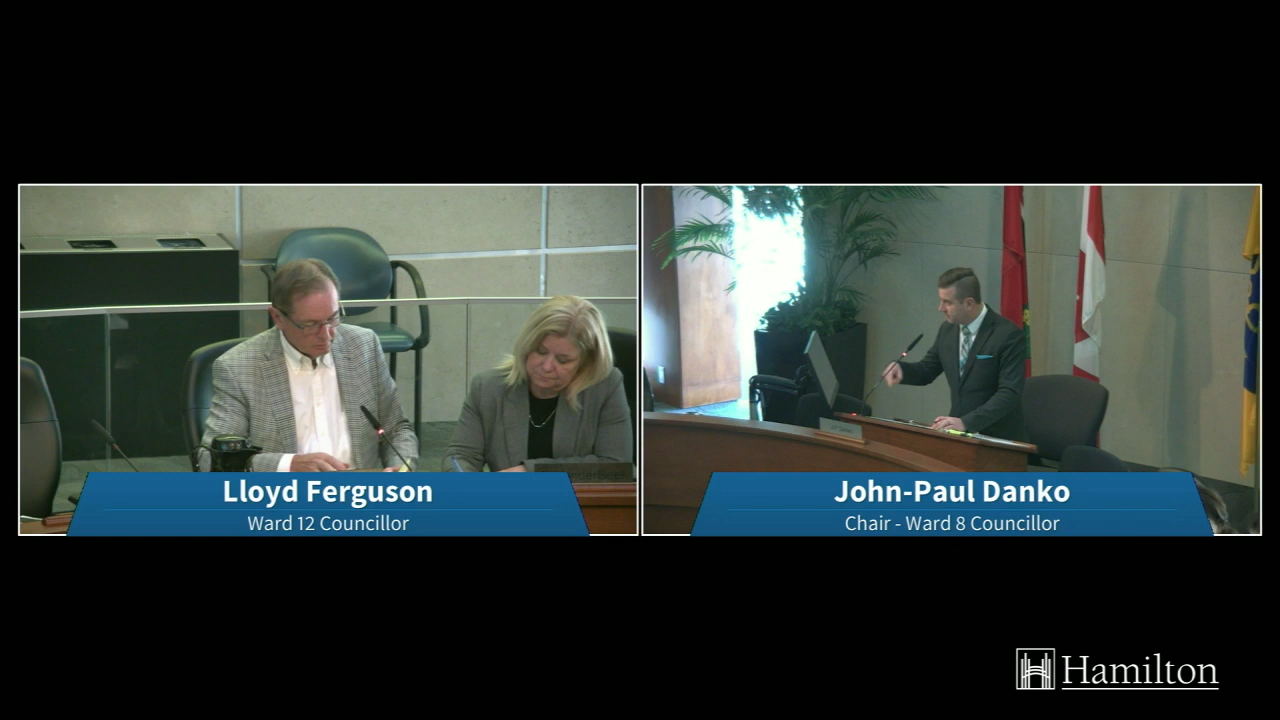 Lloyd Ferguson
Ward 12 Councillor
John-Paul Danko
Chair - Ward 8 Councillor
Hamilton